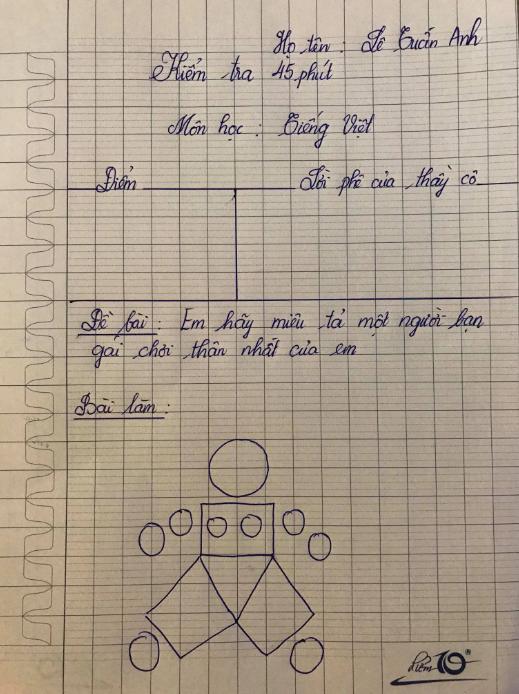 Họ tên : Lê Tuấn Anh
Kiểm tra 45 phút
Môn học : Tiếng Việt
Điểm
Lời phê của thầy cô
Đề bài : Em hãy miêu tả một người bạn
gái chơi thân nhất của em
Bài làm :
Điểm 10